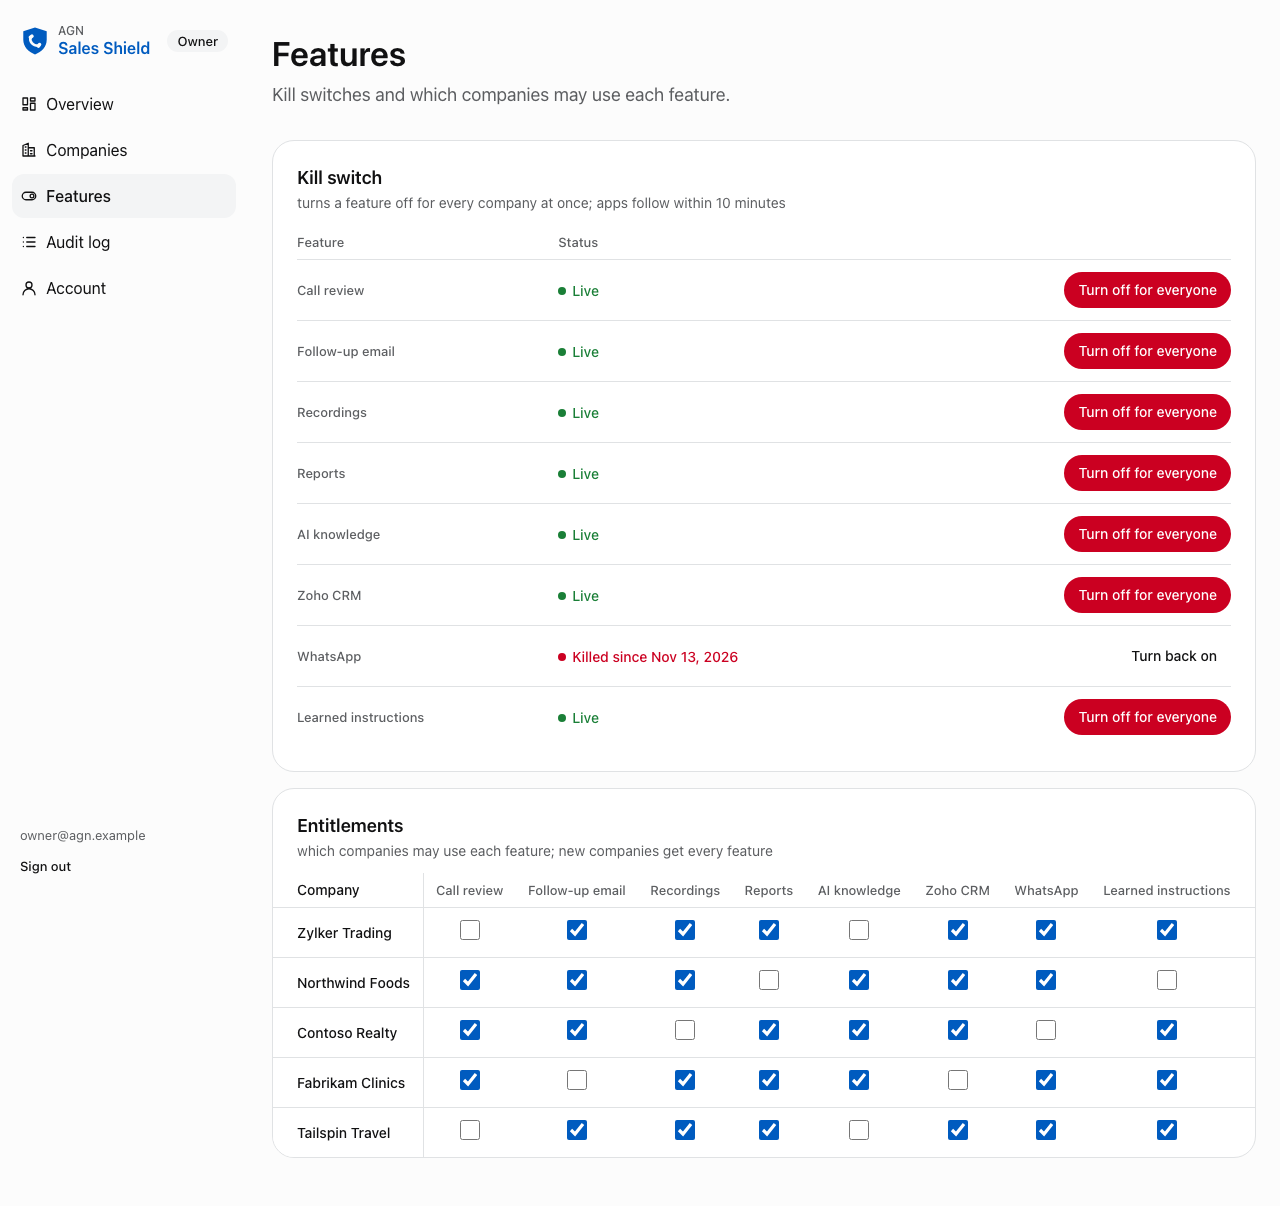 AGN
Sales Shield
Owner
Overview
Companies
Features
Audit log
Account
owner@agn.example
Sign out
Features
Kill switches and which companies may use each feature.
Kill switch
turns a feature off for every company at once; apps follow within 10 minutes
Feature Status
Call review Live Turn off for everyone
Follow-up email Live Turn off for everyone
Recordings Live Turn off for everyone
Reports Live Turn off for everyone
AI knowledge Live Turn off for everyone
Zoho CRM Live Turn off for everyone
WhatsApp Killed since Nov 13, 2026 Turn back on
Learned instructions Live Turn off for everyone
Entitlements
which companies may use each feature; new companies get every feature
Company Call review Follow-up email Recordings Reports AI knowledge Zoho CRM WhatsApp Learned instructions
Zylker Trading
Northwind Foods
Contoso Realty
Fabrikam Clinics
Tailspin Travel